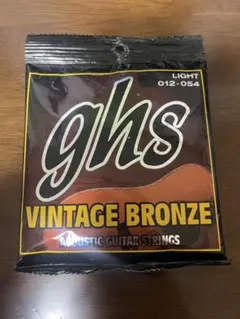 LIGHT
012-054
ghs
VINTAGE BRONZE
ACOUSTIC GUITAR STRINGS